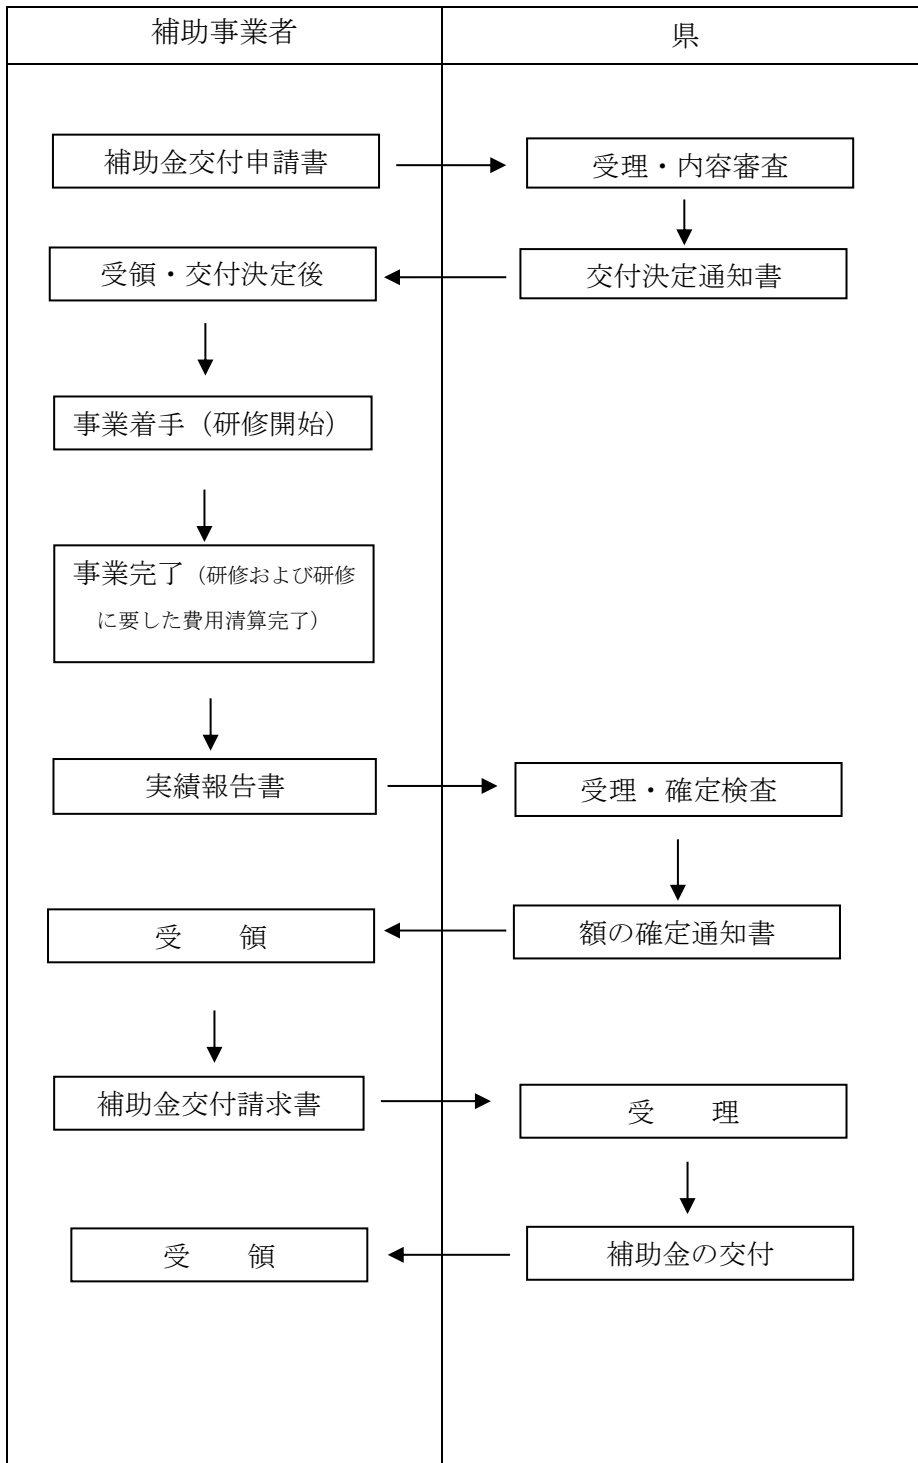 補助事業者
県
補助金交付申請書
受理・内容審査
受領・交付決定後
交付決定通知書
事業着手（研修開始）
事業完了（研修および研修
に要した費用清算完了）
実績報告書
受理・確定検査
受　　領
額の確定通知書
補助金交付請求書
受　　理
受　　領
補助金の交付